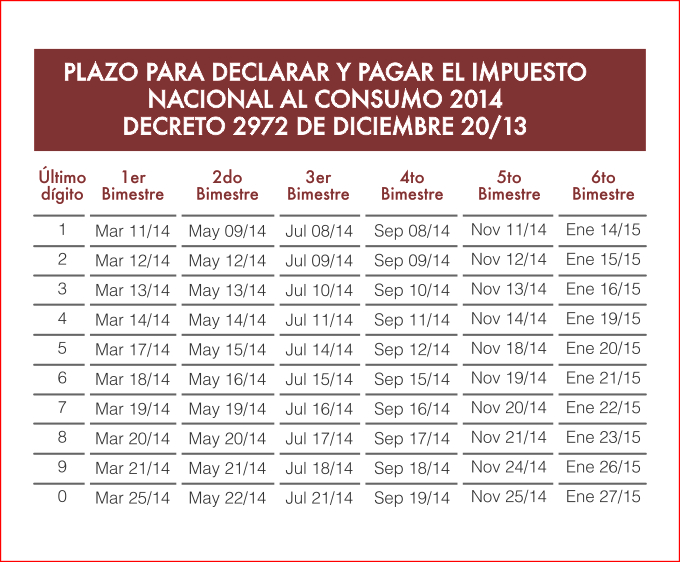 PLAZO PARA DECLARAR Y PAGAR EL IMPUESTO
NACIONAL AL CONSUMO 2014
DECRETO 2972 DE DICIEMBRE 20/13
Último dígito 1er Bimestre 2do Bimestre 3er Bimestre 4to Bimestre 5to Bimestre 6to Bimestre
1 Mar 11/14 May 09/14 Jul 08/14 Sep 08/14 Nov 11/14 Ene 14/15
2 Mar 12/14 May 12/14 Jul 09/14 Sep 09/14 Nov 12/14 Ene 15/15
3 Mar 13/14 May 13/14 Jul 10/14 Sep 10/14 Nov 13/14 Ene 16/15
4 Mar 14/14 May 14/14 Jul 11/14 Sep 11/14 Nov 14/14 Ene 19/15
5 Mar 17/14 May 15/14 Jul 14/14 Sep 12/14 Nov 18/14 Ene 20/15
6 Mar 18/14 May 16/14 Jul 15/14 Sep 15/14 Nov 19/14 Ene 21/15
7 Mar 19/14 May 19/14 Jul 16/14 Sep 16/14 Nov 20/14 Ene 22/15
8 Mar 20/14 May 20/14 Jul 17/14 Sep 17/14 Nov 21/14 Ene 23/15
9 Mar 21/14 May 21/14 Jul 18/14 Sep 18/14 Nov 24/14 Ene 26/15
0 Mar 25/14 May 22/14 Jul 21/14 Sep 19/14 Nov 25/14 Ene 27/15